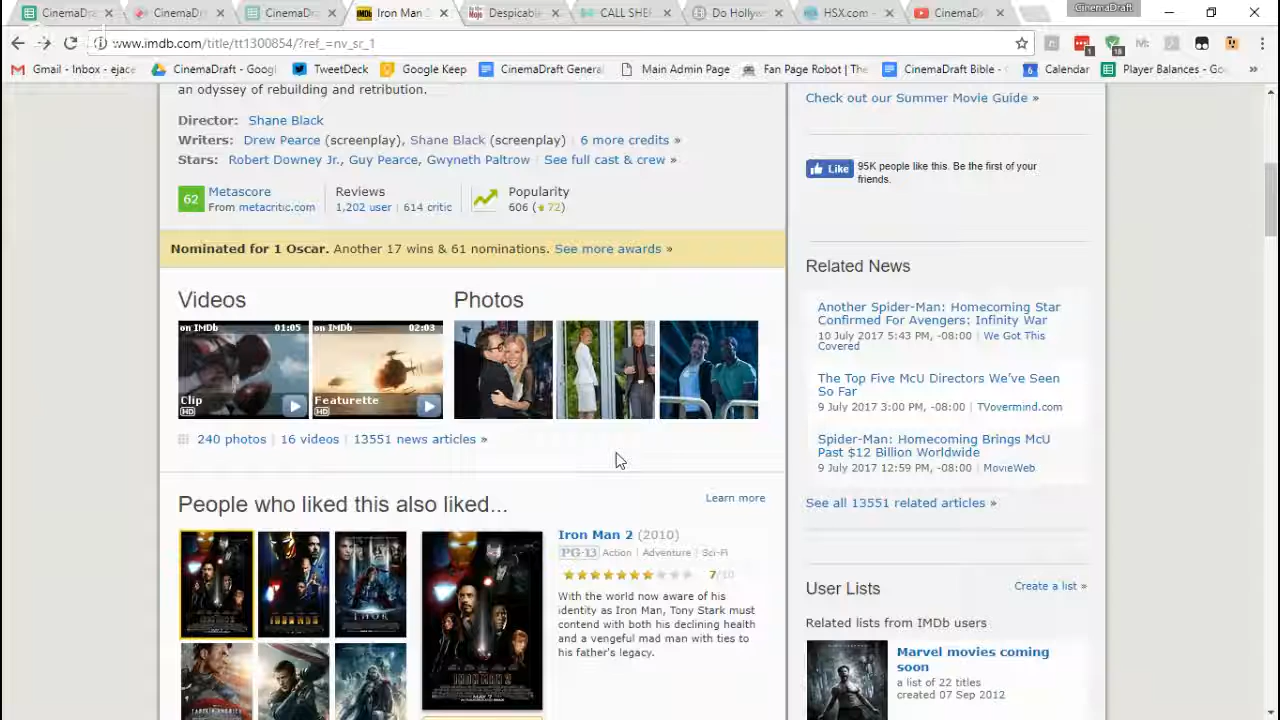 CinemaDraft
CinemaDra
CinemaDi
CinemaDra
Iron Man
Despicable
CALL SHEE
Do Hollyw
HSX.com
CinemaDra
www.imdb.com/title/tt1300854/?ref_=nv_sr_1
Gmail - Inbox - ejace
CinemaDraft - Googl
TweetDeck
Google Keep
CinemaDraft General
Main Admin Page
Fan Page Robot | The
CinemaDraft Bible -
Calendar
Player Balances - Go
an odyssey of rebuilding and retribution.
Director: Shane Black
Writers: Drew Pearce (screenplay), Shane Black (screenplay) | 6 more credits »
Stars: Robert Downey Jr., Guy Pearce, Gwyneth Paltrow | See full cast & crew »
62
Metascore
From metacritic.com
Reviews
1,202 user | 614 critic
Popularity
606 (72)
Nominated for 1 Oscar. Another 17 wins & 61 nominations. See more awards »
Videos
Photos
on IMDb 01:05
Clip
HD
on IMDb 02:03
Featurette
HD
240 photos | 16 videos | 13551 news articles »
People who liked this also liked...
Learn more
Iron Man 2 (2010)
PG-13 Action | Adventure | Sci-Fi
7/10
With the world now aware of his
identity as Iron Man, Tony Stark must
contend with both his declining health
and a vengeful mad man with ties to
his father's legacy.
IRON MAN
THOR
IRON MAN 2
Check out our Summer Movie Guide »
Like
95K people like this. Be the first of your
friends.
Related News
Another Spider-Man: Homecoming Star
Confirmed For Avengers: Infinity War
10 July 2017 5:43 PM, -08:00 | We Got This
Covered
The Top Five McU Directors We've Seen
So Far
9 July 2017 3:00 PM, -08:00 | TVovermind.com
Spider-Man: Homecoming Brings McU
Past $12 Billion Worldwide
9 July 2017 12:59 PM, -08:00 | MovieWeb
See all 13551 related articles »
User Lists
Create a list »
Related lists from IMDb users
Marvel movies coming
soon
a list of 22 titles
created 07 Sep 2012